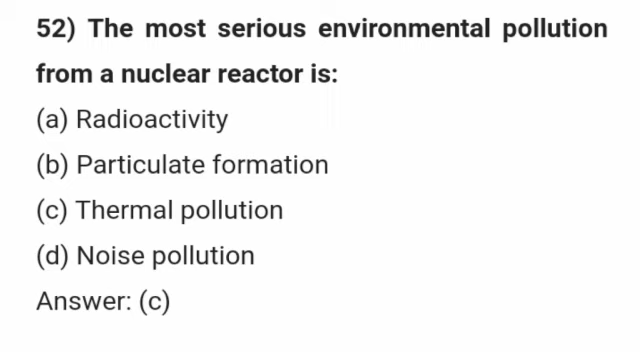 52) The most serious environmental pollution
from a nuclear reactor is:
(a) Radioactivity
(b) Particulate formation
(c) Thermal pollution
(d) Noise pollution
Answer: (c)